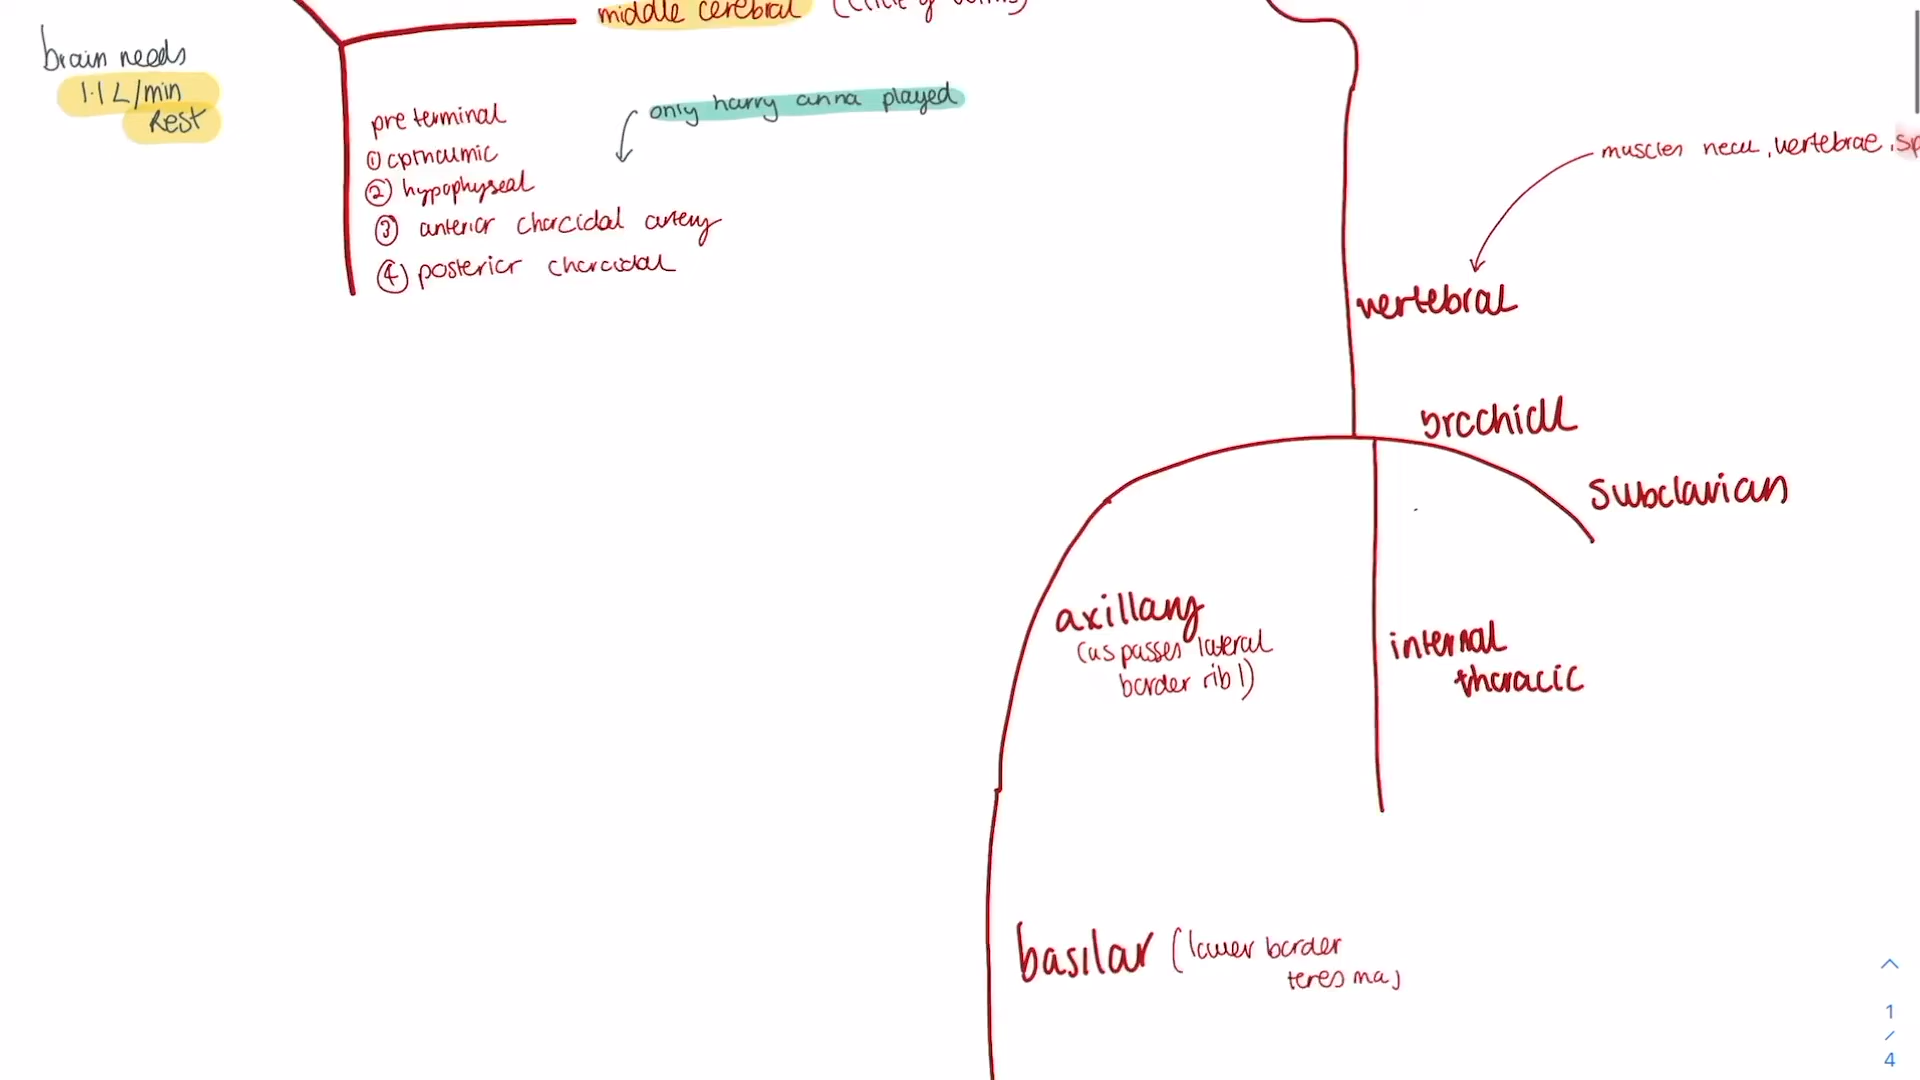 middle cerebral
brain needs
1.1 L/min
Rest
only harry anna played
pre terminal
① opthalmic
② hypophyseal
③ anterior choroidal artery
④ posterior choroidal
muscles neck, vertebrae, sp
vertebral
brachial
subclavian
axillary
(as passes lateral
border rib 1)
internal
thoracic
basilar (lower border
teres maj
1
/
4